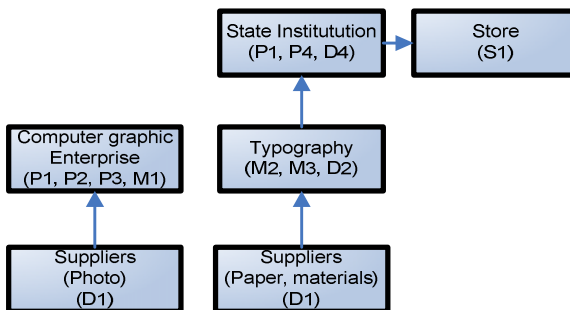 State Institutution
(P1, P4, D4)
Store
(S1)
Computer graphic
Enterprise
(P1, P2, P3, M1)
Typography
(M2, M3, D2)
Suppliers
(Photo)
(D1)
Suppliers
(Paper, materials)
(D1)